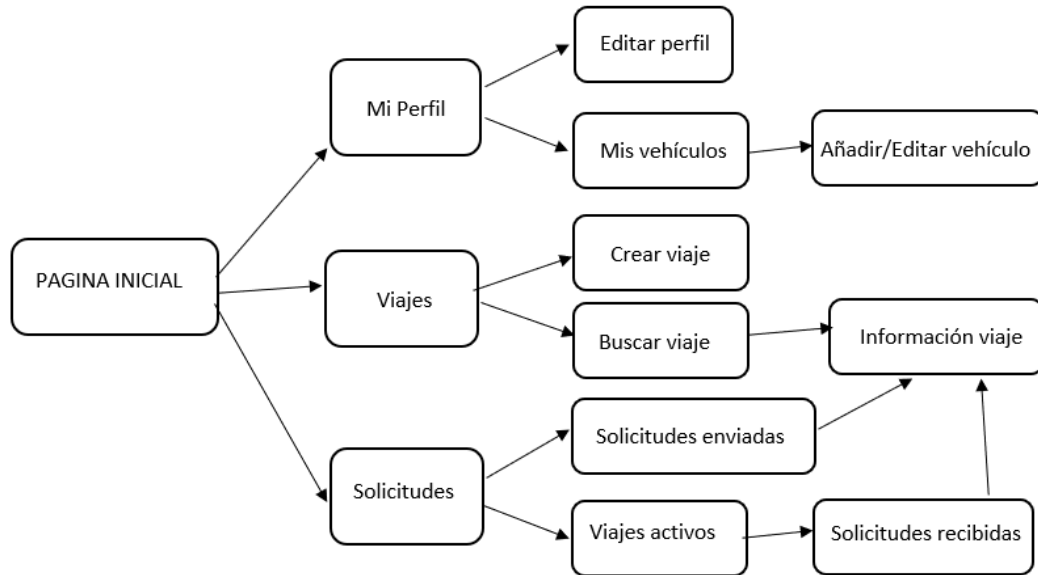 Editar perfil
Mi Perfil
Mis vehículos
Añadir/Editar vehículo
PAGINA INICIAL
Crear viaje
Viajes
Buscar viaje
Información viaje
Solicitudes enviadas
Solicitudes
Viajes activos
Solicitudes recibidas